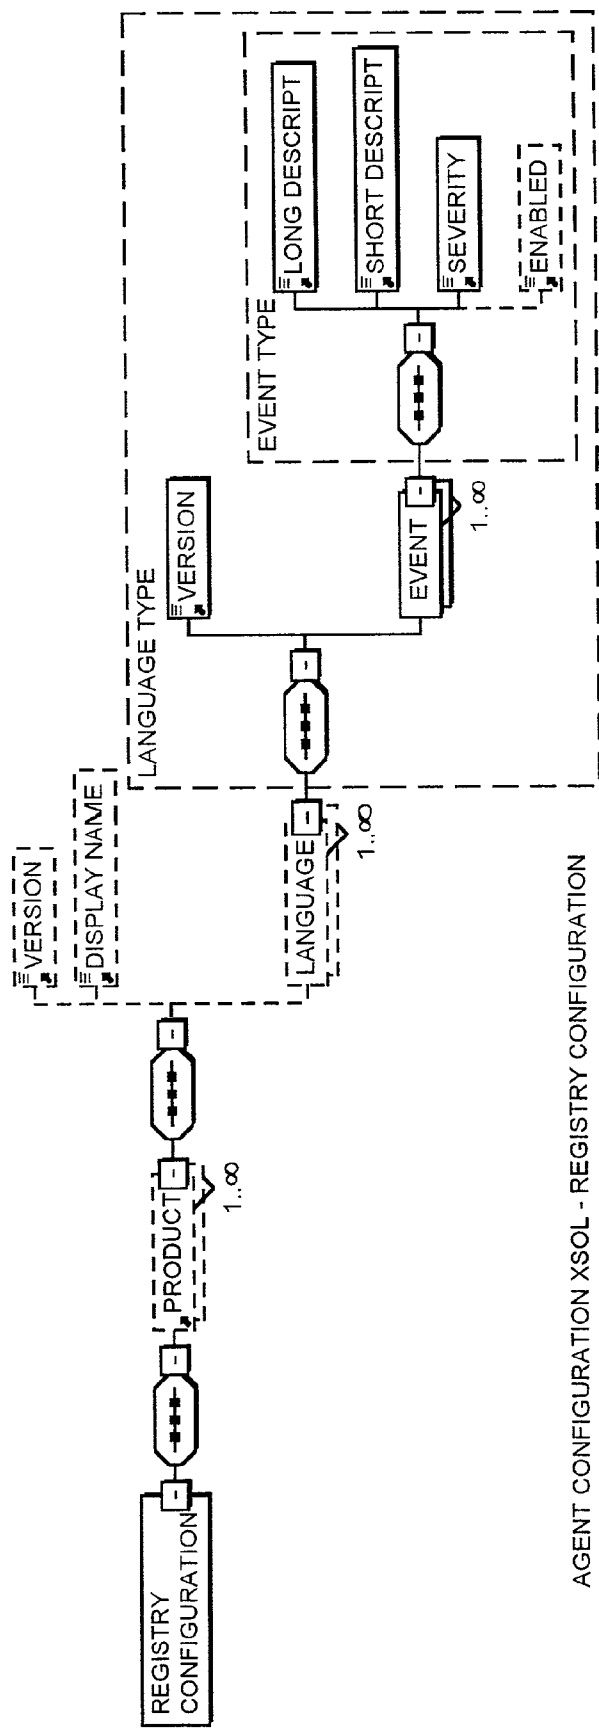 REGISTRY
CONFIGURATION
PRODUCT
1..∞
VERSION
DISPLAY NAME
LANGUAGE
1..∞
LANGUAGE TYPE
VERSION
EVENT
1..∞
EVENT TYPE
LONG DESCRIPT
SHORT DESCRIPT
SEVERITY
ENABLED
AGENT CONFIGURATION XSOL - REGISTRY CONFIGURATION